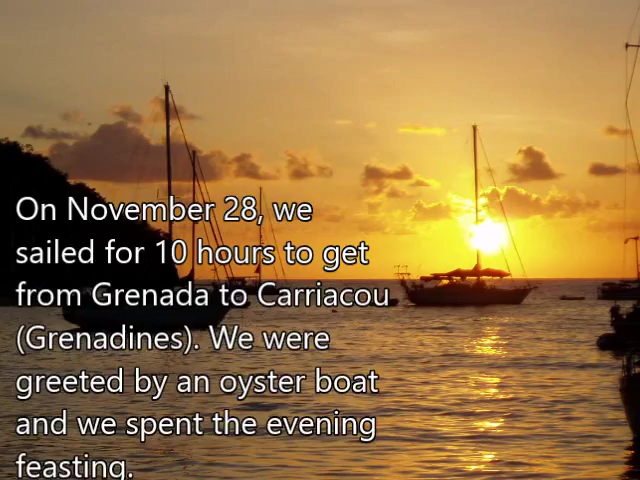 On November 28, we
sailed for 10 hours to get
from Grenada to Carriacou
(Grenadines). We were
greeted by an oyster boat
and we spent the evening
feasting.